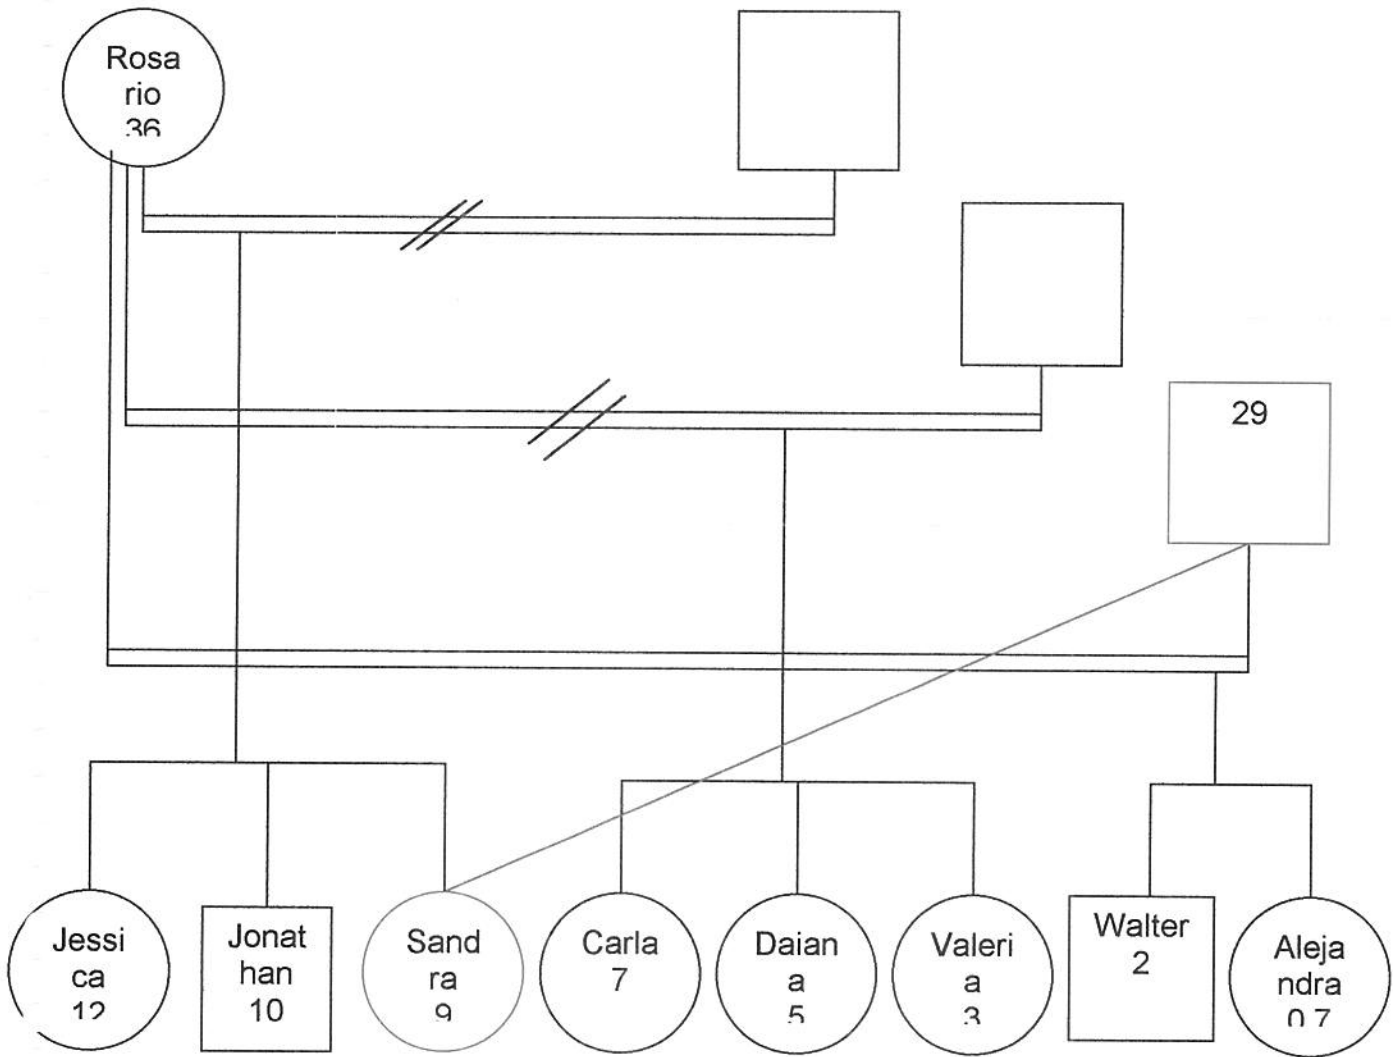 Rosa
rio
36
29
Jessi
ca
12
Jonat
han
10
Sand
ra
9
Carla
7
Daian
a
5
Valeri
a
3
Walter
2
Aleja
ndra
0.7